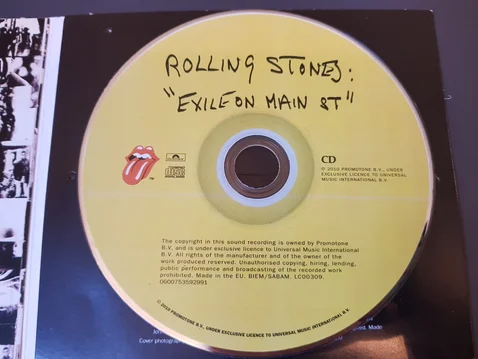 ROLLING STONES:
"EXILE ON MAIN ST"
CD
℗ 2010 PROMOTONE B.V., UNDER
EXCLUSIVE LICENCE TO UNIVERSAL
MUSIC INTERNATIONAL B.V.
The copyright in this sound recording is owned by Promotone
B.V. and is under exclusive licence to Universal Music International
B.V. All rights of the manufacturer and of the owner of the
work produced reserved. Unauthorised copying, hiring, lending,
public performance and broadcasting of the recorded work
prohibited. Made in the EU. BIEM/SABAM. LC00309.
0600753592991
© 2010 PROMOTONE B.V., UNDER EXCLUSIVE LICENCE TO UNIVERSAL MUSIC INTERNATIONAL B.V.
Made
Cover photograph